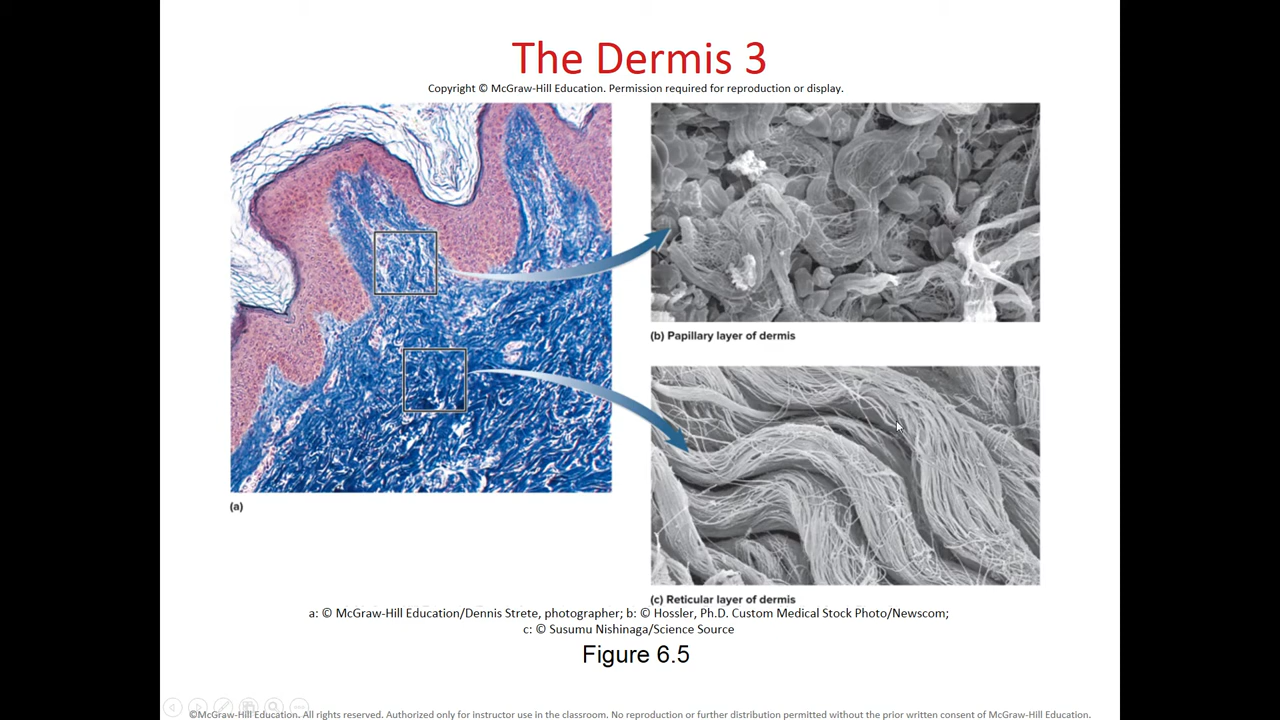 The Dermis 3
Copyright © McGraw-Hill Education. Permission required for reproduction or display.
(b) Papillary layer of dermis
(a)
(c) Reticular layer of dermis
a: © McGraw-Hill Education/Dennis Strete, photographer; b: © Hossler, Ph.D. Custom Medical Stock Photo/Newscom;
c: © Susumu Nishinaga/Science Source
Figure 6.5
©McGraw-Hill Education. All rights reserved. Authorized only for instructor use in the classroom. No reproduction or further distribution permitted without the prior written consent of McGraw-Hill Education.